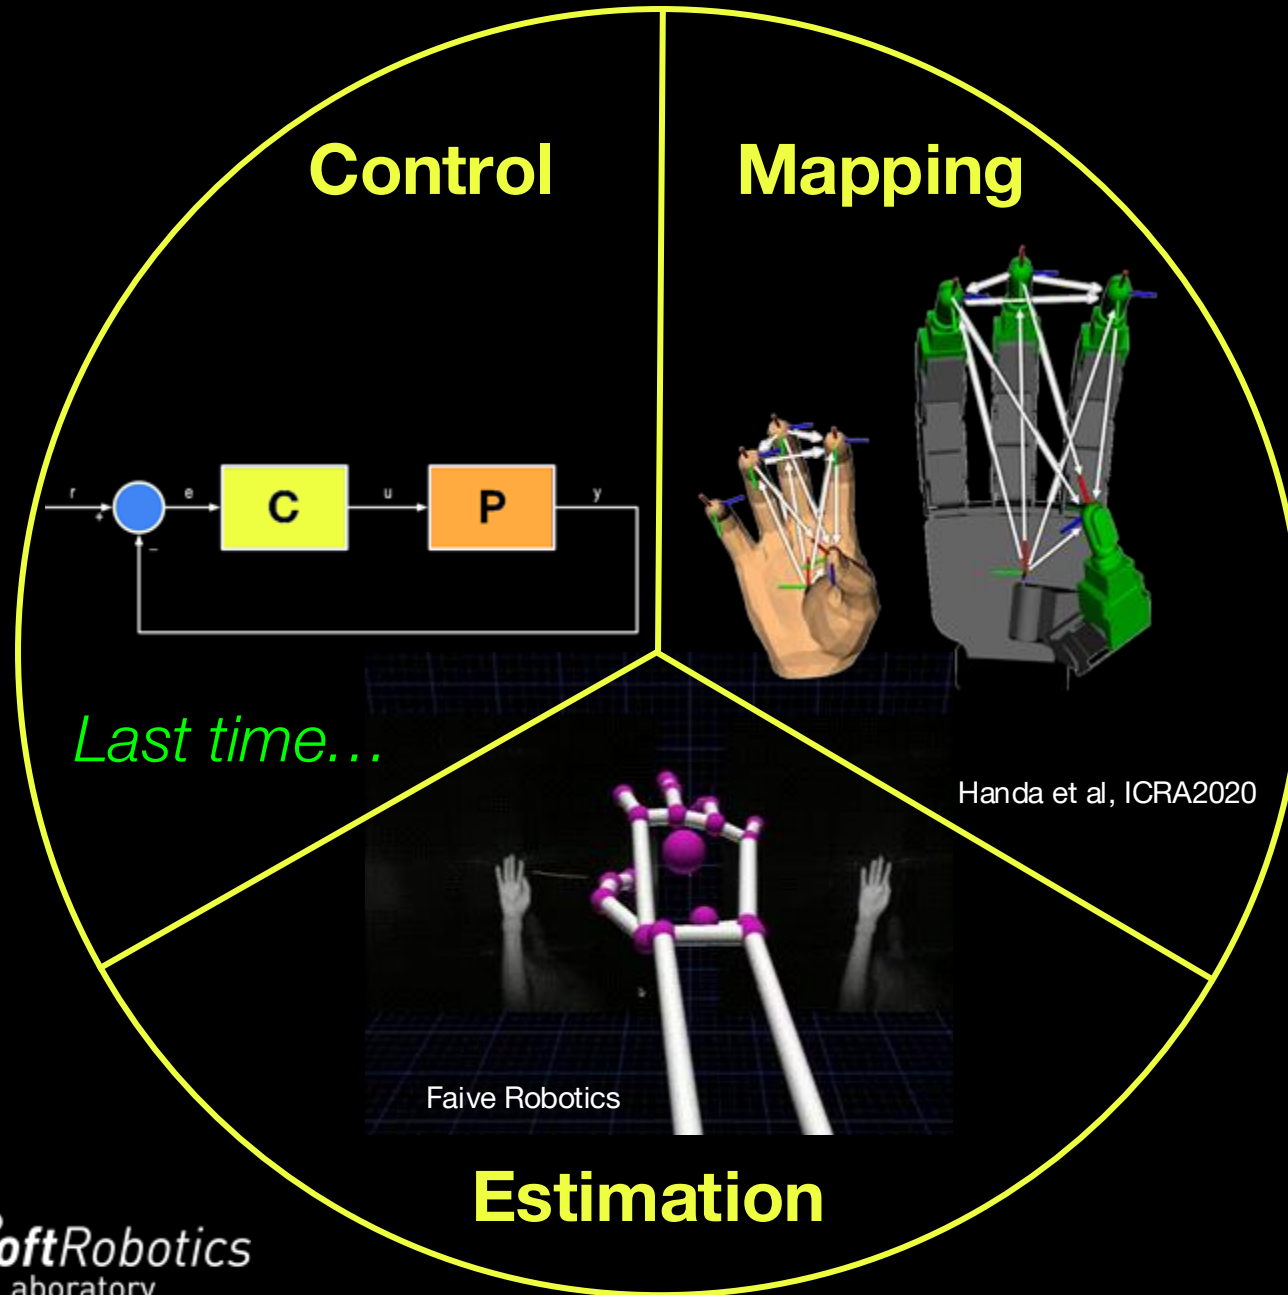 Control
Mapping
r
+
e
C
u
P
y
−
Last time…
Handa et al, ICRA2020
Faive Robotics
Estimation
oftRobotics
aboratory